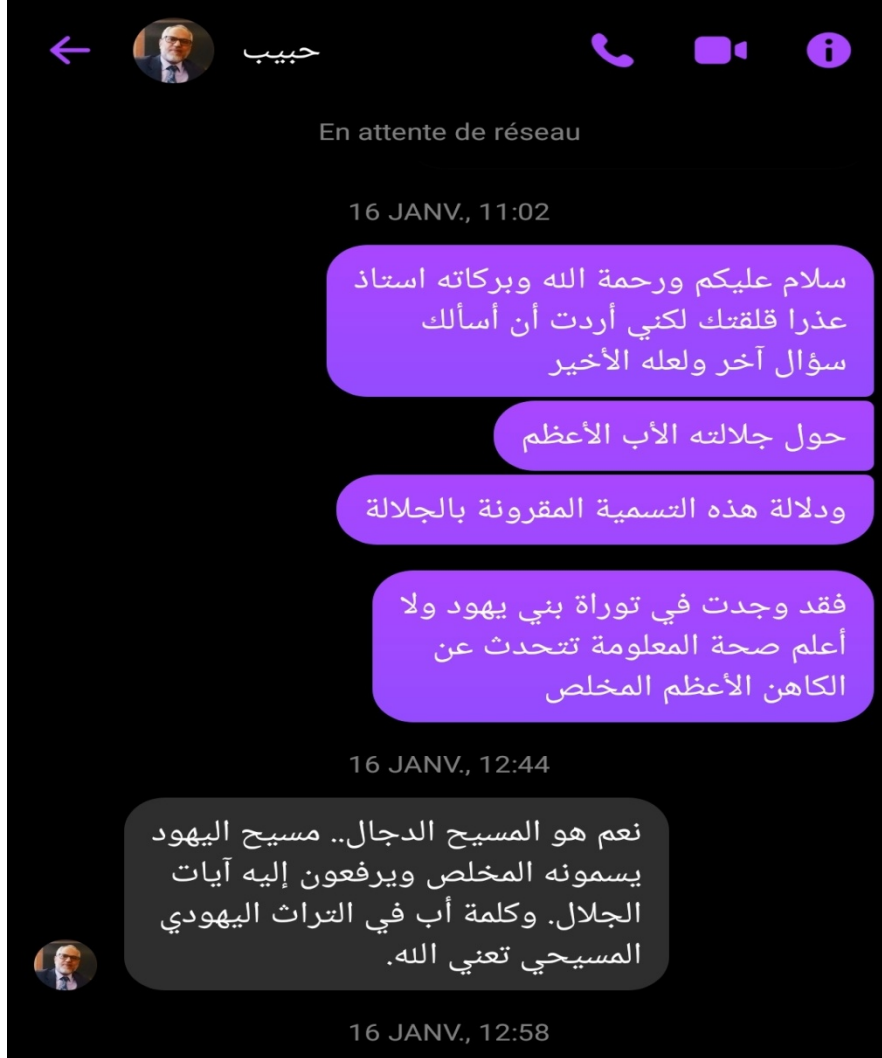 حبيب
En attente de réseau
16 JANV., 11:02
سلام عليكم ورحمة الله وبركاته استاذ
عذرا قلقتك لكني أردت أن أسألك
سؤال آخر ولعله الأخير
حول جلالته الأب الأعظم
ودلالة هذه التسمية المقرونة بالجلالة
فقد وجدت في توراة بني يهود ولا
أعلم صحة المعلومة تتحدث عن
الكاهن الأعظم المخلص
16 JANV., 12:44
نعم هو المسيح الدجال.. مسيح اليهود
يسمونه المخلص ويرفعون إليه آيات
الجلال. وكلمة أب في التراث اليهودي
المسيحي تعني الله.
16 JANV., 12:58